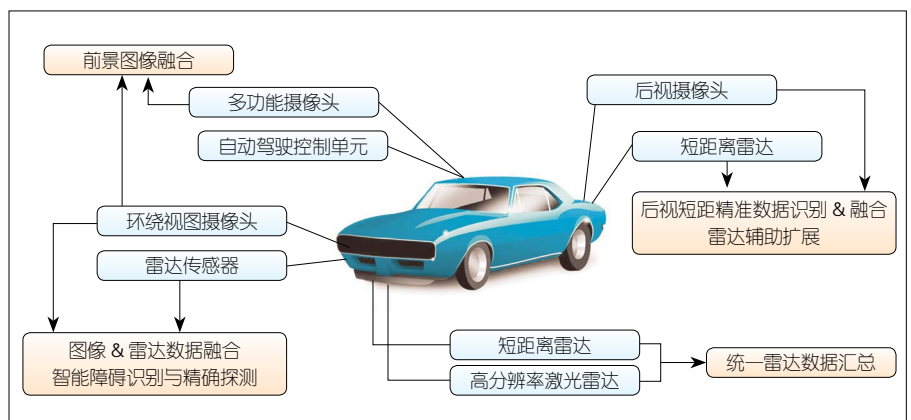 前景图像融合
多功能摄像头
自动驾驶控制单元
环绕视图摄像头
雷达传感器
图像 & 雷达数据融合
智能障碍识别与精确探测
后视摄像头
短距离雷达
后视短距精准数据识别 & 融合
雷达辅助扩展
短距离雷达
高分辨率激光雷达
统一雷达数据汇总